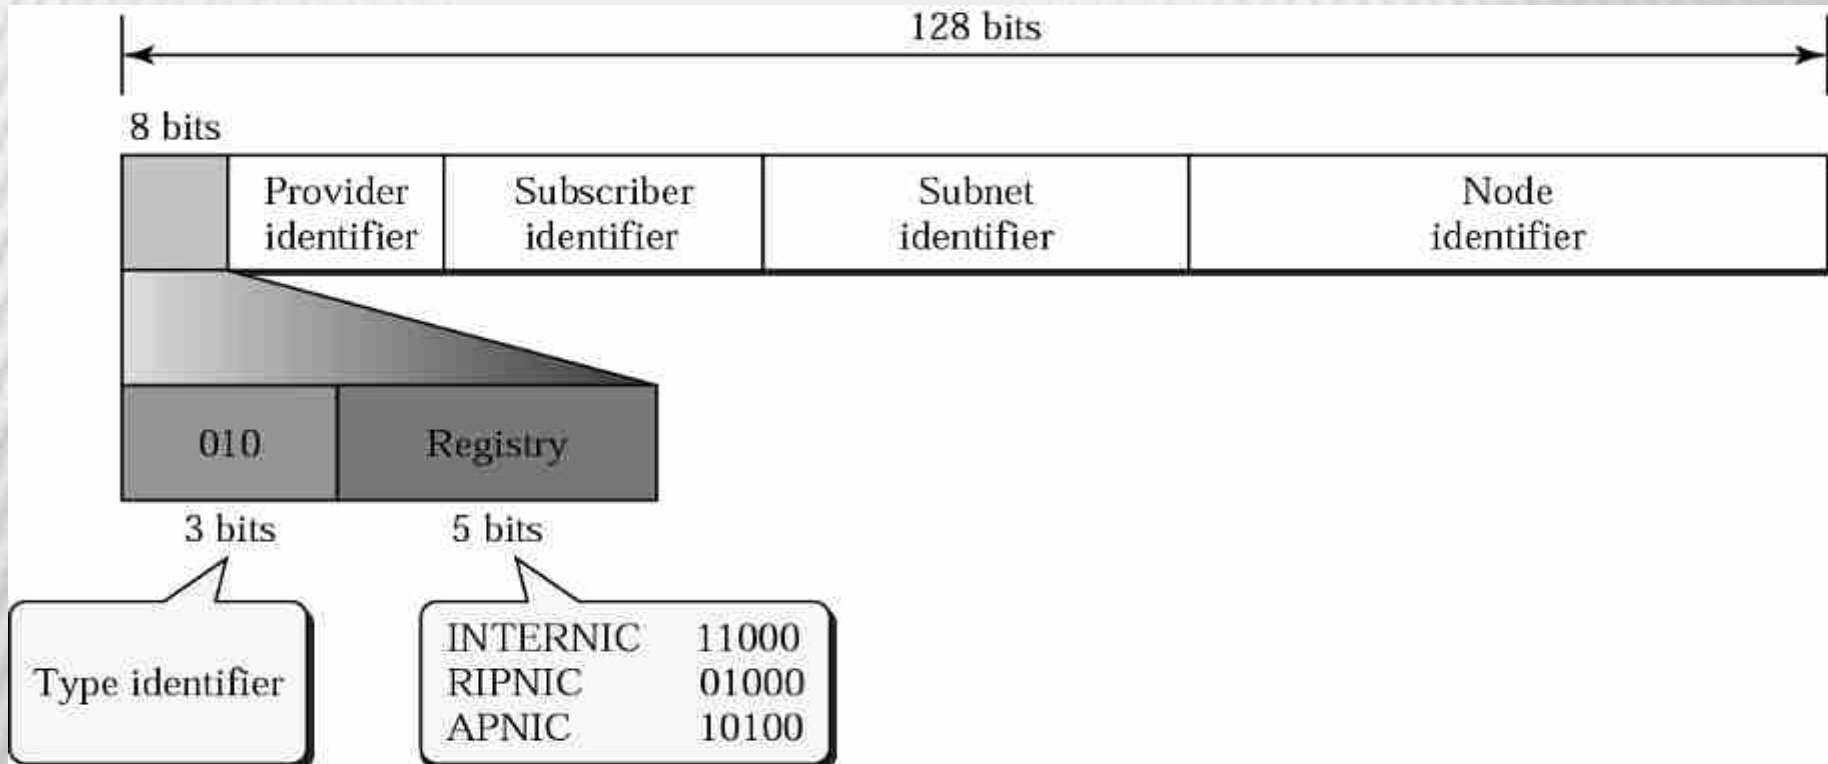 128 bits
8 bits
Provider
identifier
Subscriber
identifier
Subnet
identifier
Node
identifier
010
Registry
3 bits
5 bits
Type identifier
INTERNIC 11000
RIPNIC 01000
APNIC 10100